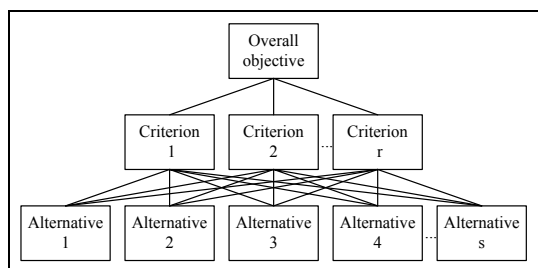 Overall
objective
Criterion
1
Criterion
2
...
Criterion
r
Alternative
1
Alternative
2
Alternative
3
Alternative
4
...
Alternative
s